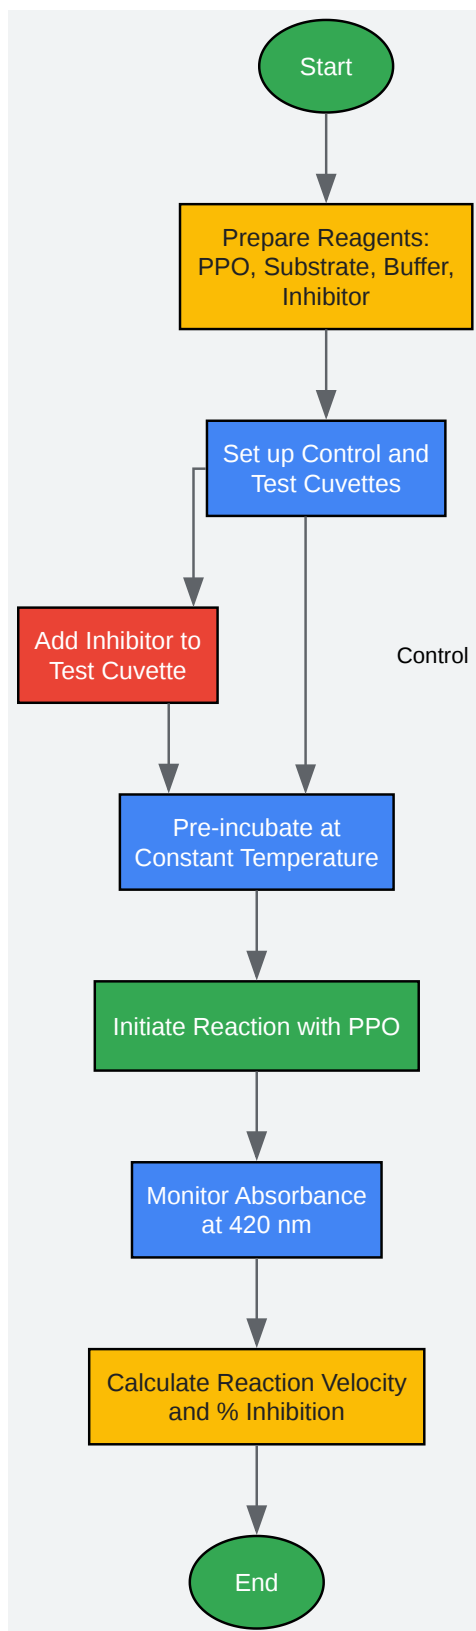 Start
Prepare Reagents:
PPO, Substrate, Buffer,
Inhibitor
Set up Control and
Test Cuvettes
Add Inhibitor to
Test Cuvette
Control
Pre-incubate at
Constant Temperature
Initiate Reaction with PPO
Monitor Absorbance
at 420 nm
Calculate Reaction Velocity
and % Inhibition
End